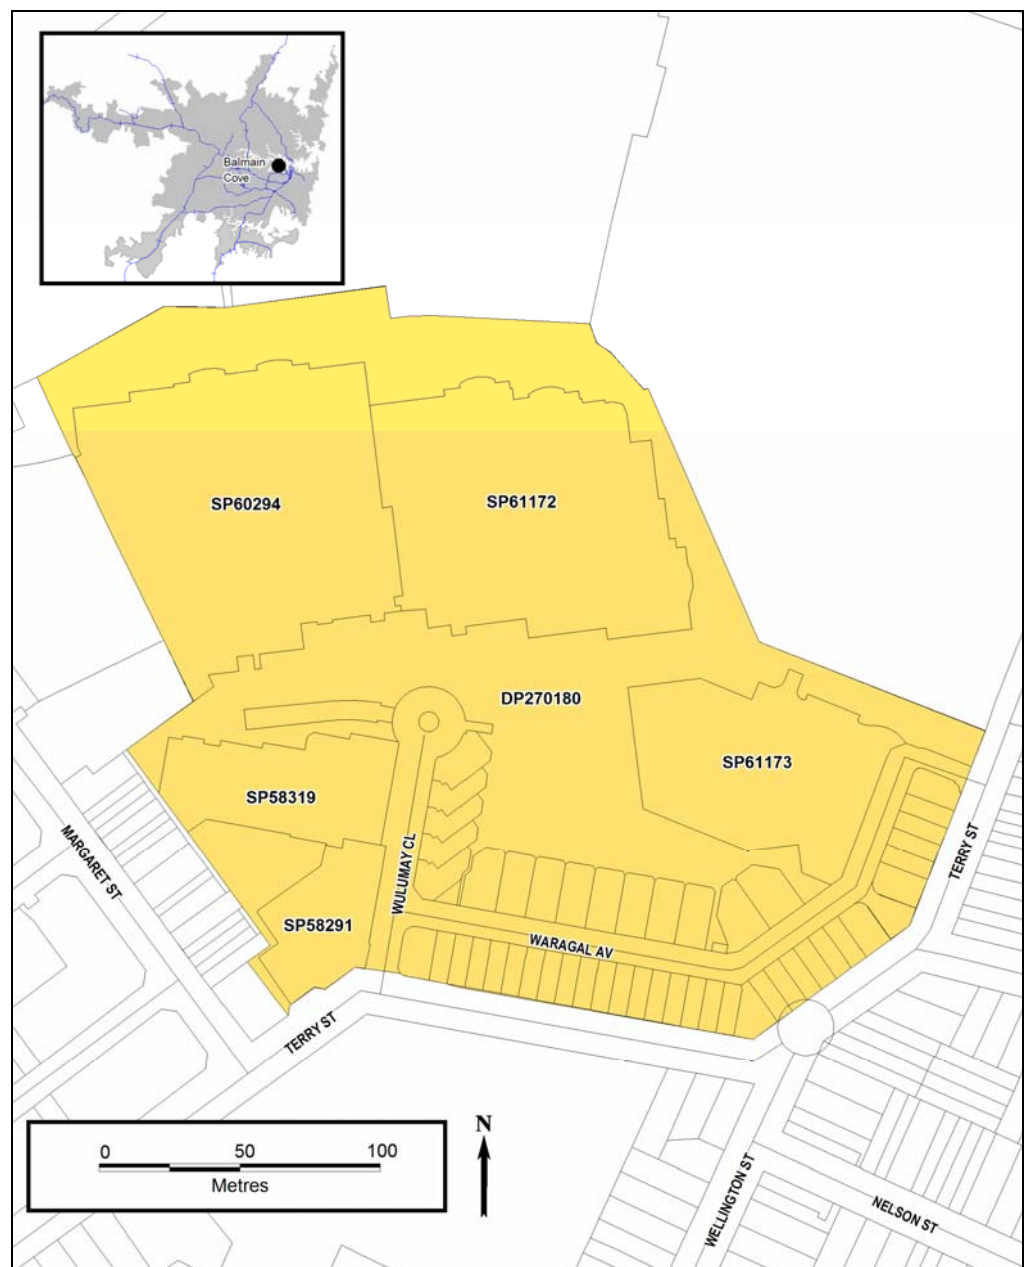 Balmain
Cove
SP60294
SP61172
DP270180
SP61173
SP58319
SP58291
WULUMAY CL
WARAGAL AV
MARGARET ST
TERRY ST
TERRY ST
WELLINGTON ST
NELSON ST
0 50 100
Metres
N